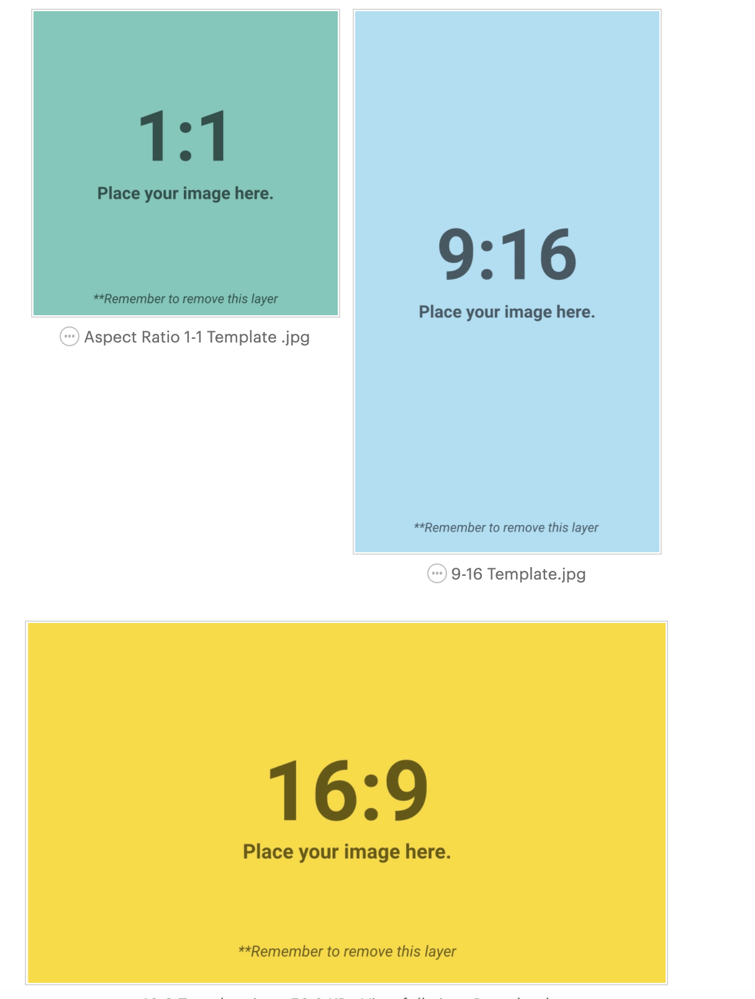 1:1
Place your image here.
**Remember to remove this layer
Aspect Ratio 1-1 Template .jpg
9:16
Place your image here.
**Remember to remove this layer
9-16 Template.jpg
16:9
Place your image here.
**Remember to remove this layer